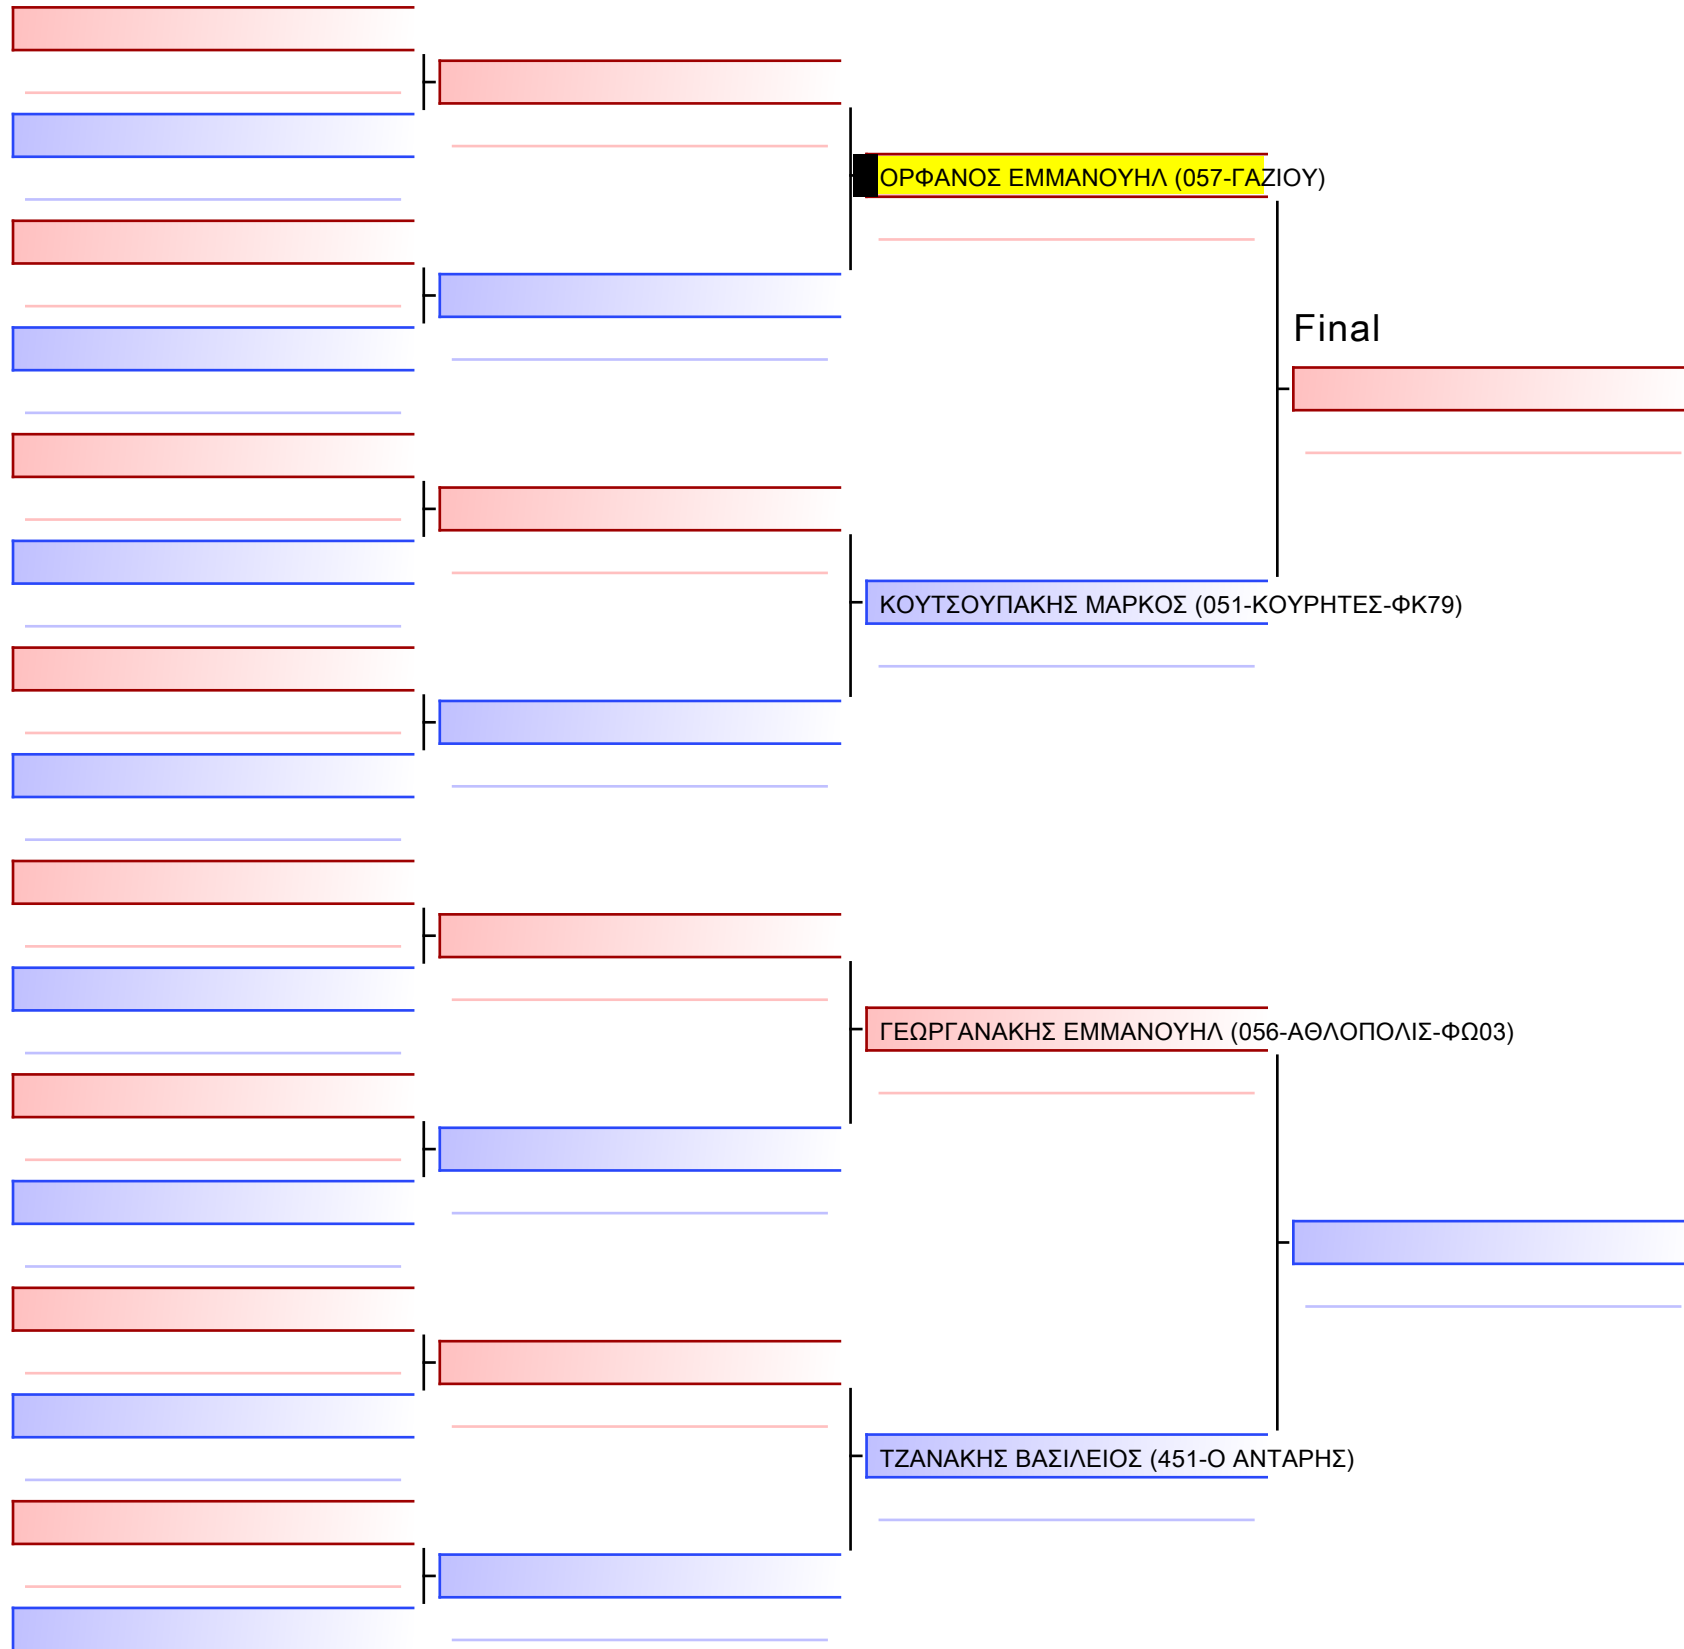 ΟΡΦΑΝΟΣ ΕΜΜΑΝΟΥΗΛ (057-ΓΑΖΙΟΥ)
Final
ΚΟΥΤΣΟΥΠΑΚΗΣ ΜΑΡΚΟΣ (051-ΚΟΥΡΗΤΕΣ-ΦΚ79)
ΓΕΩΡΓΑΝΑΚΗΣ ΕΜΜΑΝΟΥΗΛ (056-ΑΘΛΟΠΟΛΙΣ-ΦΩ03)
ΤΖΑΝΑΚΗΣ ΒΑΣΙΛΕΙΟΣ (451-Ο ΑΝΤΑΡΗΣ)